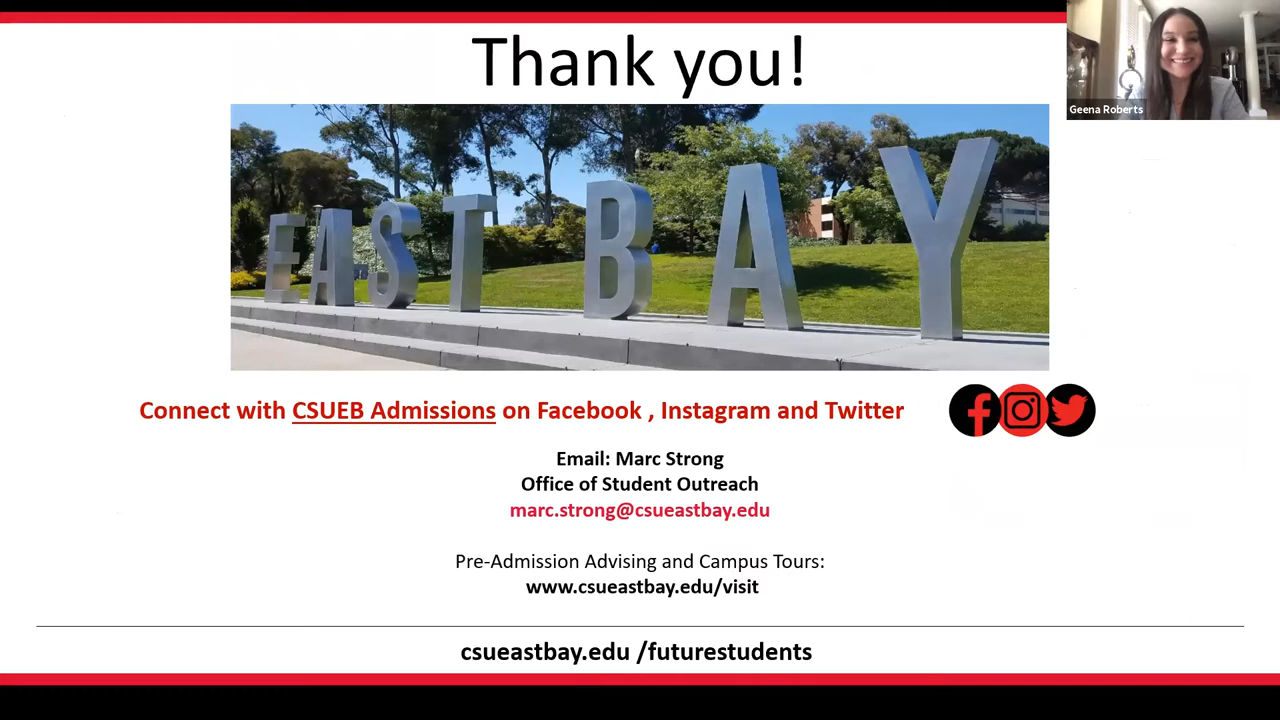 Thank you!
Geena Roberts
EAST BAY
Connect with CSUEB Admissions on Facebook , Instagram and Twitter
Email: Marc Strong
Office of Student Outreach
marc.strong@csueastbay.edu
Pre-Admission Advising and Campus Tours:
www.csueastbay.edu/visit
csueastbay.edu /futurestudents